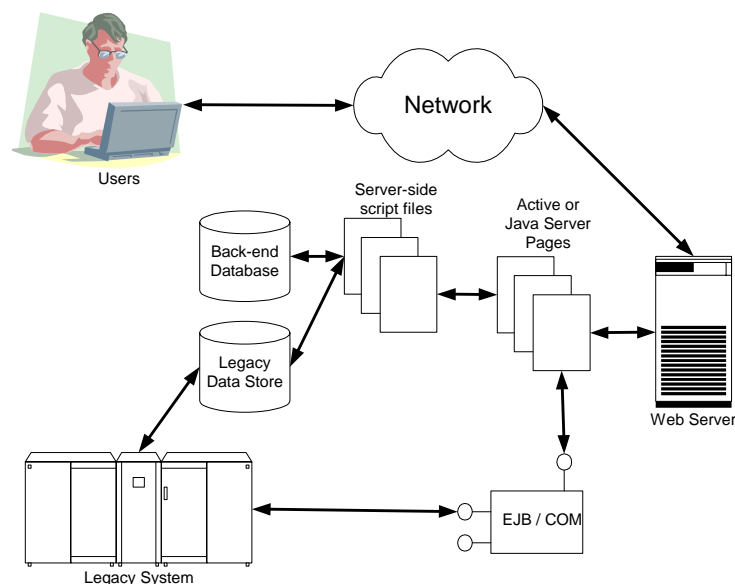 Network
Users
Server-side
script files
Active or
Java Server
Pages
Back-end
Database
Legacy
Data Store
Web Server
EJB / COM
Legacy System